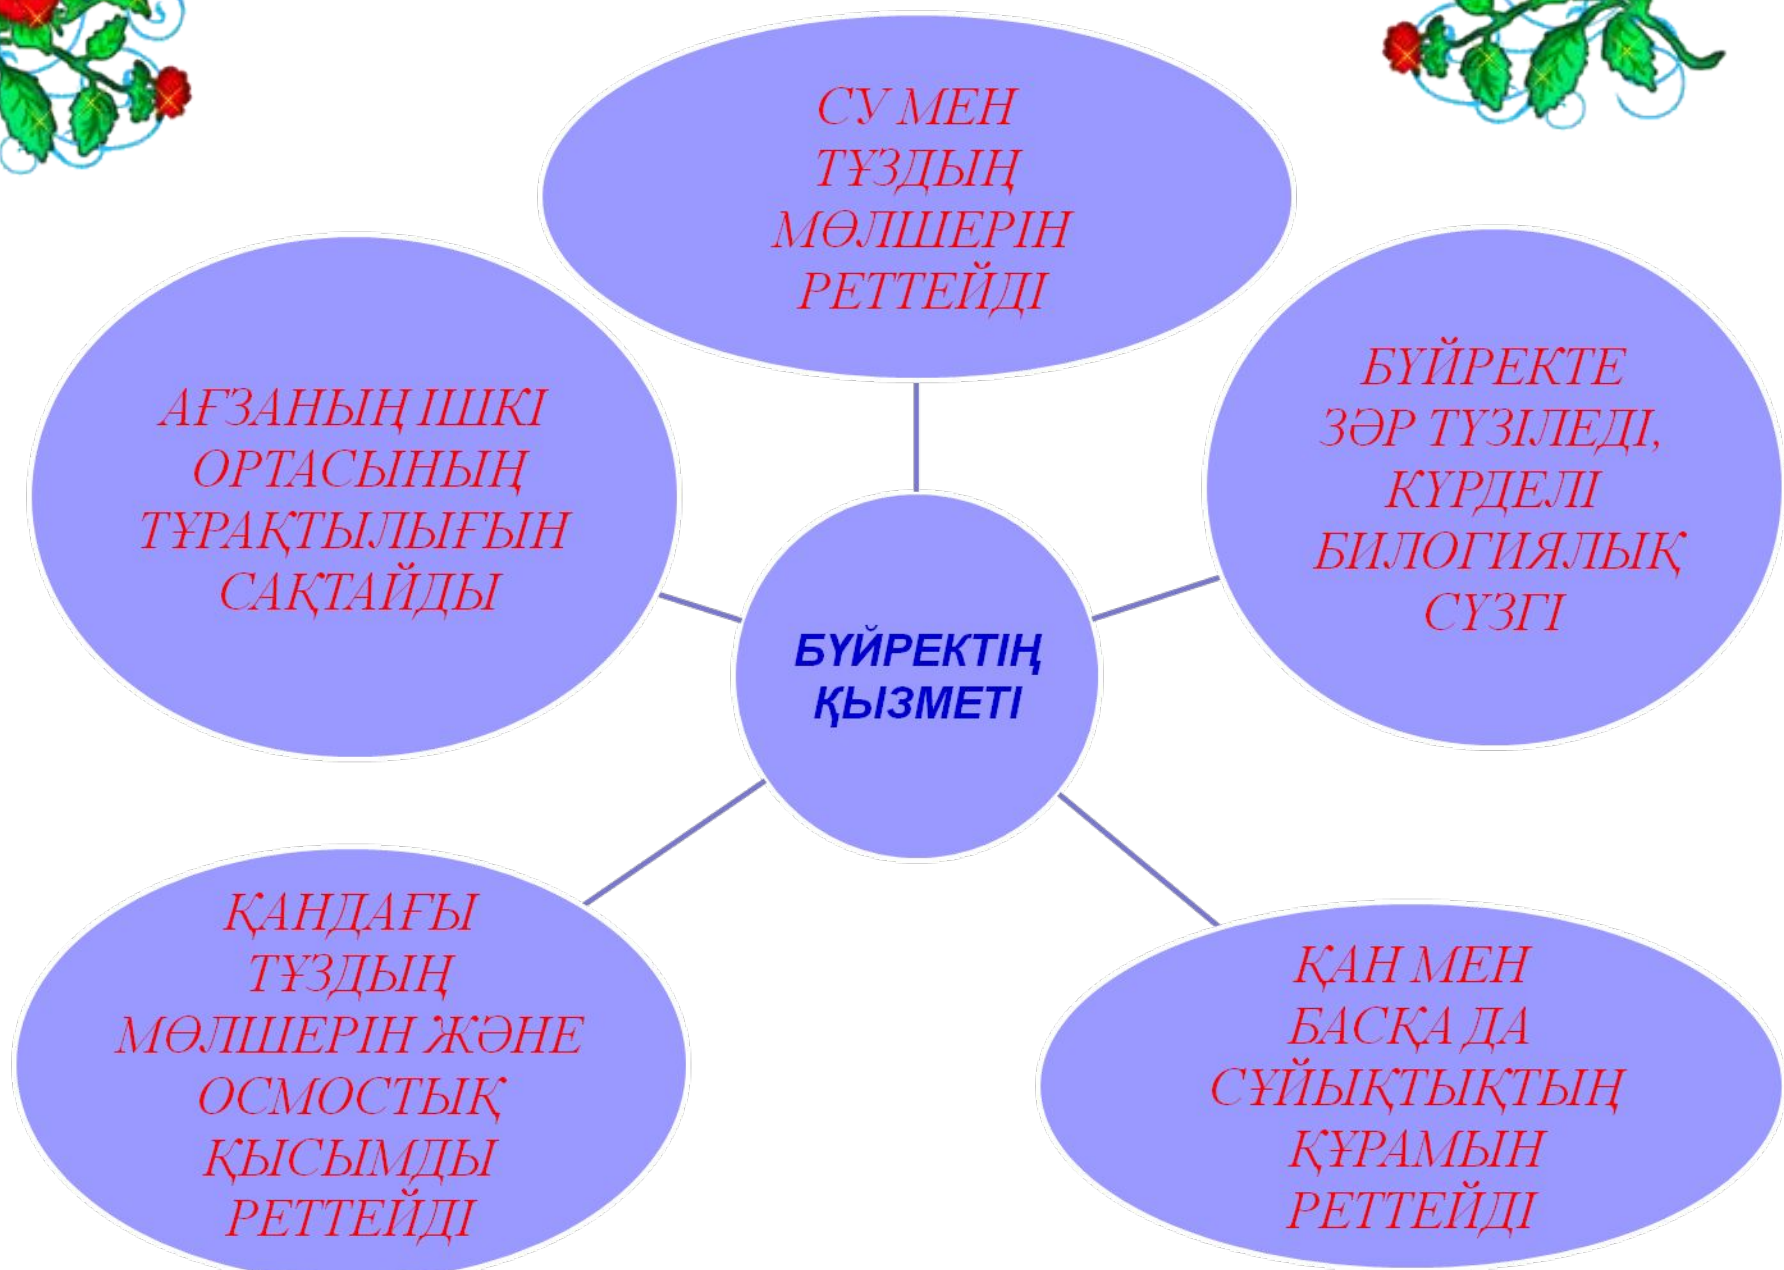 СУ МЕН
ТҰЗДЫҢ
МӨЛШЕРІН
РЕТТЕЙДІ
АҒЗАНЫҢ ІШКІ
ОРТАСЫНЫҢ
ТҰРАҚТЫЛЫҒЫН
САҚТАЙДЫ
БҮЙРЕКТЕ
ЗӘР ТҮЗІЛЕДІ,
КҮРДЕЛІ
БИЛОГИЯЛЫҚ
СҮЗГІ
БҮЙРЕКТІҢ
ҚЫЗМЕТІ
ҚАНДАҒЫ
ТҰЗДЫҢ
МӨЛШЕРІН ЖӘНЕ
ОСМОСТЫҚ
ҚЫСЫМДЫ
РЕТТЕЙДІ
ҚАН МЕН
БАСҚА ДА
СҰЙЫҚТЫҚТЫҢ
ҚҰРАМЫН
РЕТТЕЙДІ